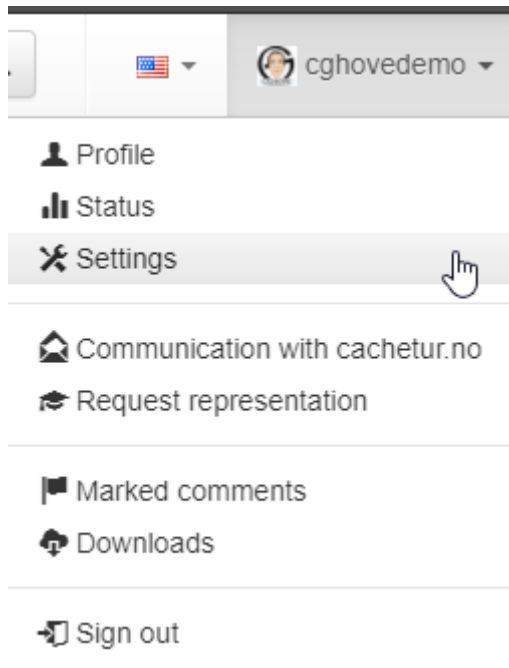 cghovedemo
Profile
Status
Settings
Communication with cachetur.no
Request representation
Marked comments
Downloads
Sign out